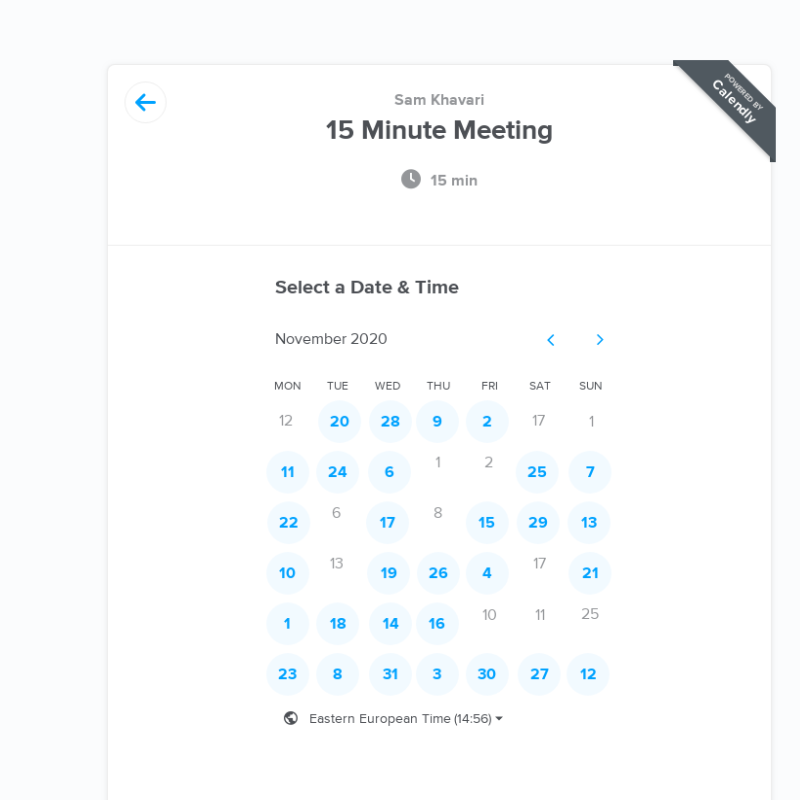 POWERED BY
Calendly
Sam Khavari
15 Minute Meeting
15 min
Select a Date & Time
November 2020
MON TUE WED THU FRI SAT SUN
12 20 28 9 2 17 1
11 24 6 1 2 25 7
22 6 17 8 15 29 13
10 13 19 26 4 17 21
1 18 14 16 10 11 25
23 8 31 3 30 27 12
Eastern European Time (14:56)